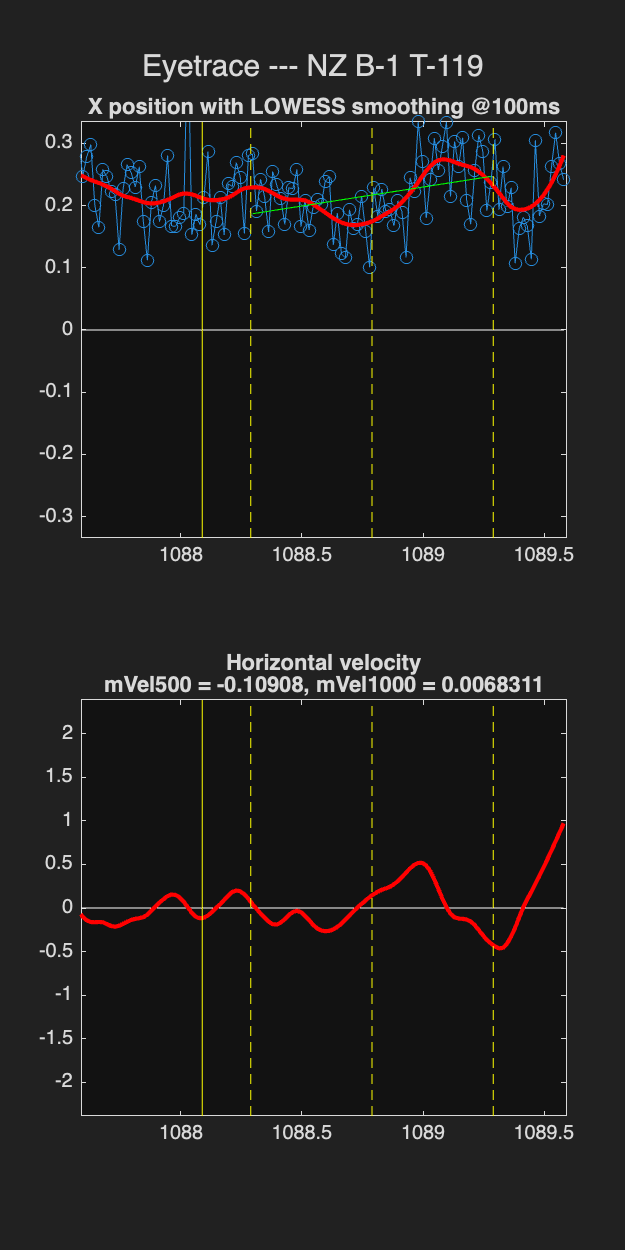 Eyetrace --- NZ B-1 T-119
X position with LOWESS smoothing @100ms
0.3
0.2
0.1
0
-0.1
-0.2
-0.3
1088 1088.5 1089 1089.5
Horizontal velocity
mVel500 = -0.10908, mVel1000 = 0.0068311
2
1.5
1
0.5
0
-0.5
-1
-1.5
-2
1088 1088.5 1089 1089.5